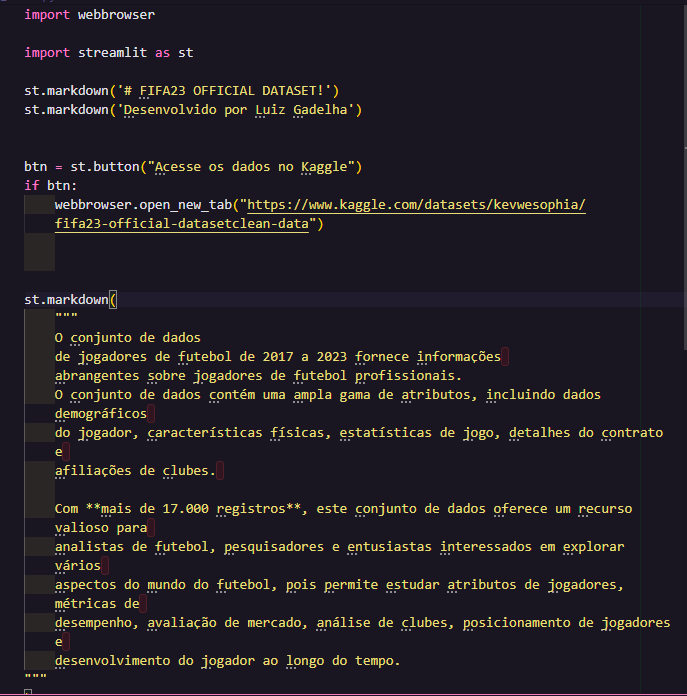 import webbrowser
import streamlit as st
st.markdown('# FIFA23 OFFICIAL DATASET!')
st.markdown('Desenvolvido por Luiz Gadelha')
btn = st.button("Acesse os dados no Kaggle")
if btn:
webbrowser.open_new_tab("https://www.kaggle.com/datasets/kevwesophia/
fifa23-official-datasetclean-data")
st.markdown(
"""
O conjunto de dados
de jogadores de futebol de 2017 a 2023 fornece informações
abrangentes sobre jogadores de futebol profissionais.
O conjunto de dados contém uma ampla gama de atributos, incluindo dados
demográficos
do jogador, características físicas, estatísticas de jogo, detalhes do contrato
e
afiliações de clubes.
Com **mais de 17.000 registros**, este conjunto de dados oferece um recurso
valioso para
analistas de futebol, pesquisadores e entusiastas interessados em explorar
vários
aspectos do mundo do futebol, pois permite estudar atributos de jogadores,
métricas de
desempenho, avaliação de mercado, análise de clubes, posicionamento de jogadores
e
desenvolvimento do jogador ao longo do tempo.
"""